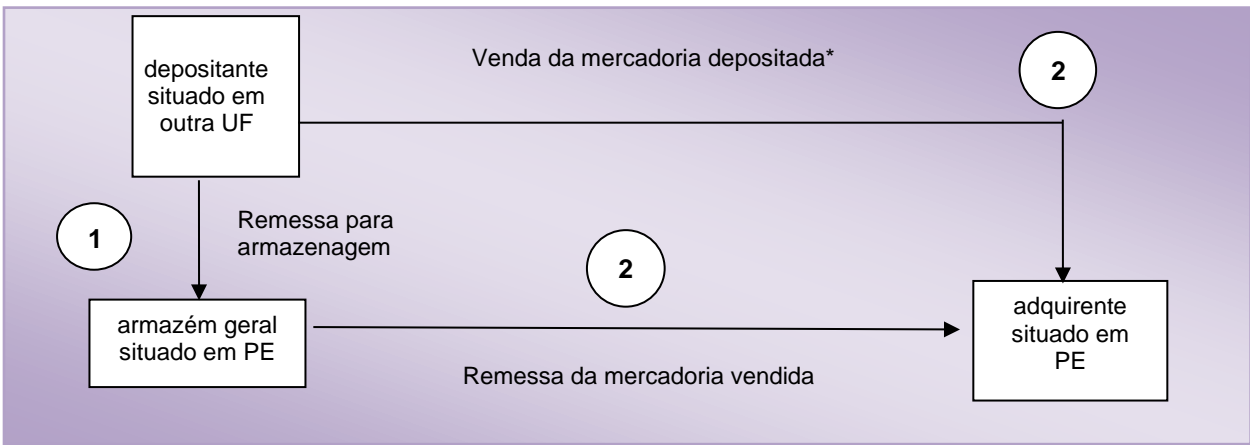 depositante
situado em
outra UF
Venda da mercadoria depositada*
2
1
Remessa para
armazenagem
2
armazém geral
situado em PE
Remessa da mercadoria vendida
adquirente
situado em
PE